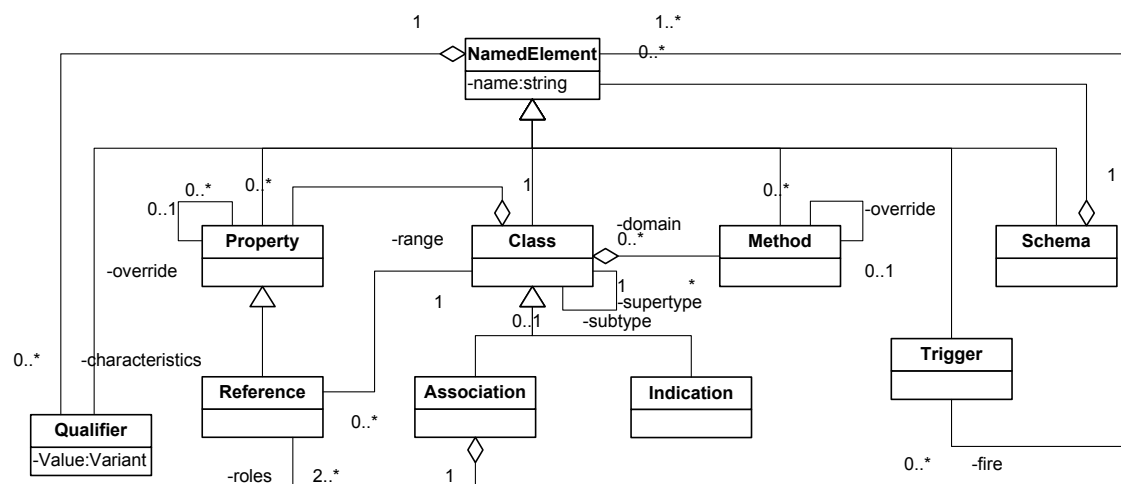 1
1..*
NamedElement
0..*
-name:string
0..*
0..*
1
0..*
1
0..1
-override
-domain
Property
-range
Class
0..*
Method
Schema
-override
0..1
1
*
1
-supertype
0..1
-subtype
0..*
-characteristics
Trigger
Reference
Association
Indication
0..*
Qualifier
-Value:Variant
-roles
2..*
1
0..*
-fire